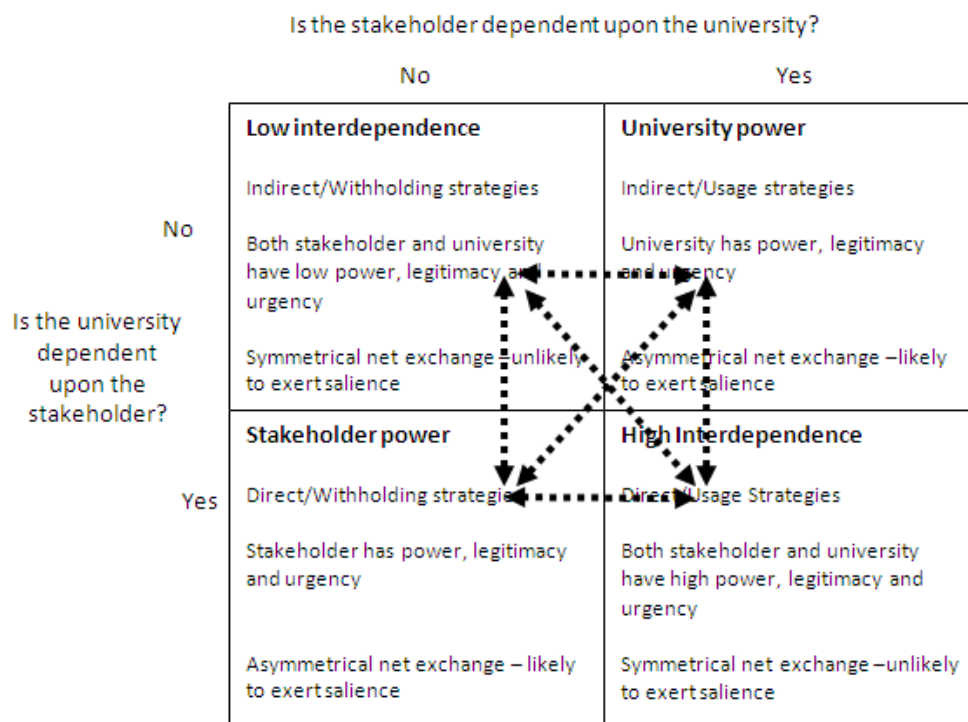 Is the stakeholder dependent upon the university?
No
Yes
Low interdependence
Indirect/Withholding strategies
Both stakeholder and university
have low power, legitimacy and
urgency
Symmetrical net exchange –unlikely
to exert salience
University power
Indirect/Usage strategies
University has power, legitimacy
and urgency
Asymmetrical net exchange –likely
to exert salience
No
Is the university
dependent
upon the
stakeholder?
Yes
Stakeholder power
Direct/Withholding strategies
Stakeholder has power, legitimacy
and urgency
Asymmetrical net exchange – likely
to exert salience
High Interdependence
Direct/Usage Strategies
Both stakeholder and university
have high power, legitimacy and
urgency
Symmetrical net exchange –unlikely
to exert salience